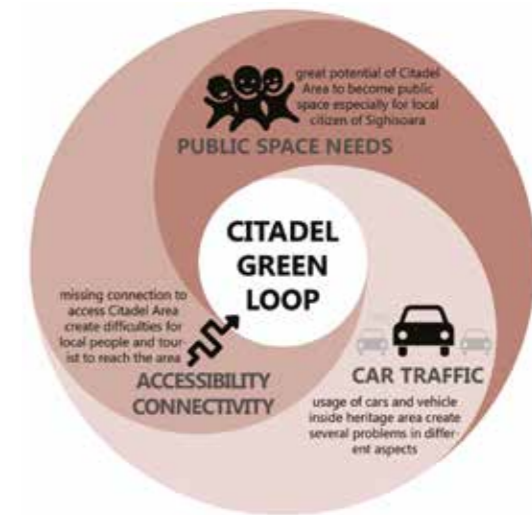 great potential of Citadel
Area to become public
space especially for local
citizen of Sighisoara
PUBLIC SPACE NEEDS
CITADEL
GREEN
LOOP
missing connection to
access Citadel Area
create difficulties for
local people and tour-
ist to reach the area
ACCESSIBILITY
CONNECTIVITY
CAR TRAFFIC
usage of cars and vehicle
inside heritage area create
several problems in differ-
ent aspects